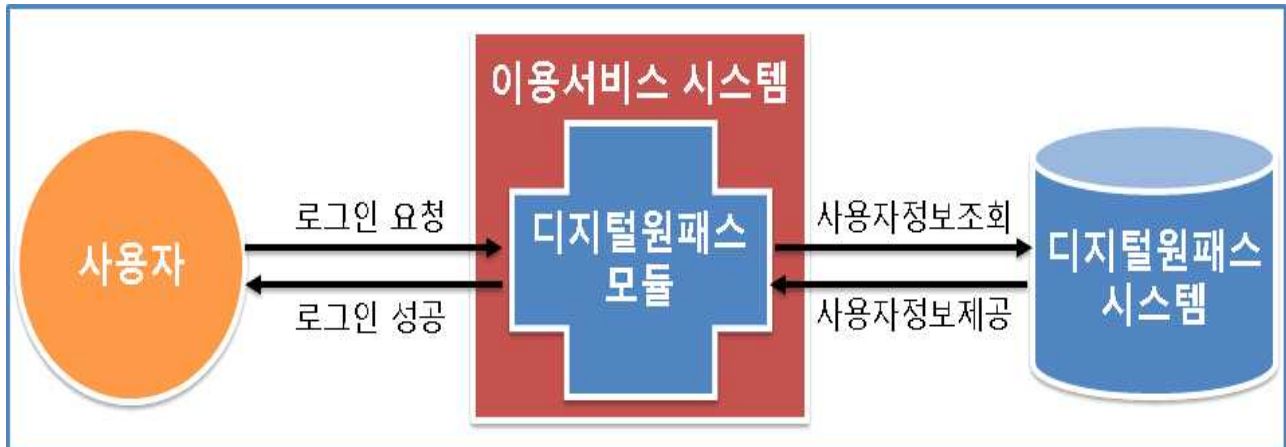 이용서비스 시스템
사용자
로그인 요청
로그인 성공
디지털원패스
모듈
사용자정보조회
사용자정보제공
디지털원패스
시스템